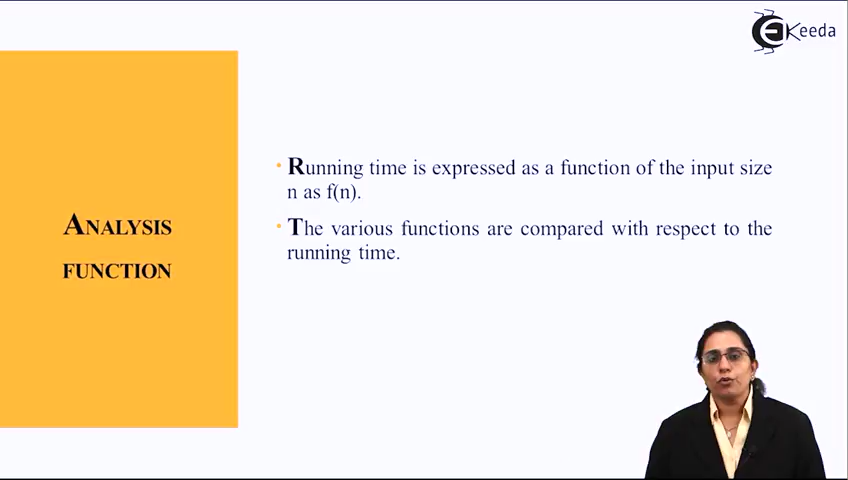 Keeda
ANALYSIS
FUNCTION
• Running time is expressed as a function of the input size
n as f(n).
• The various functions are compared with respect to the
running time.